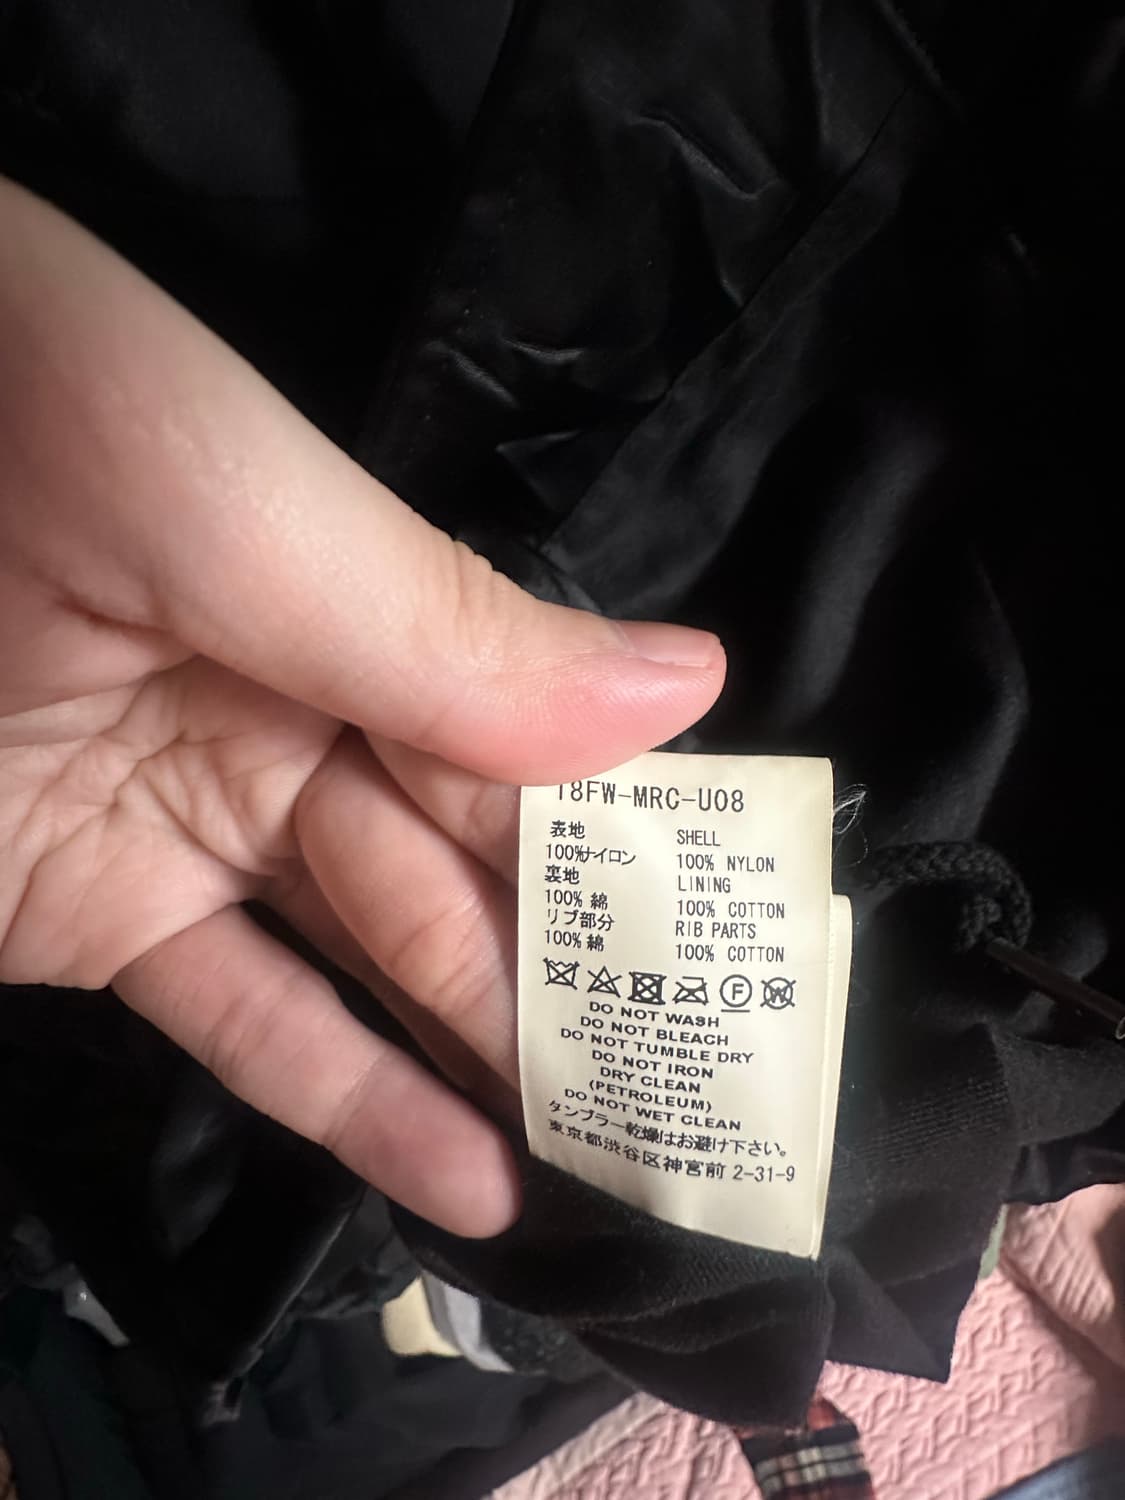 18FW-MRC-U08
表地 SHELL
100%ナイロン 100% NYLON
裏地 LINING
100% 綿 100% COTTON
リブ部分 RIB PARTS
100% 綿 100% COTTON
F W
DO NOT WASH
DO NOT BLEACH
DO NOT TUMBLE DRY
DO NOT IRON
DRY CLEAN
(PETROLEUM)
DO NOT WET CLEAN
タンブラー乾燥はお避け下さい。
東京都渋谷区神宮前 2-31-9